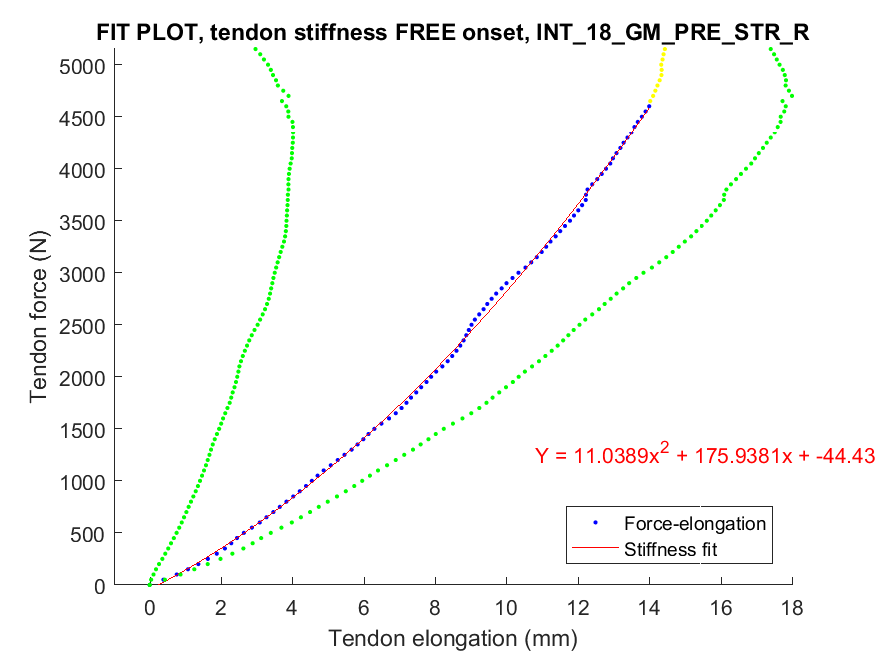 FIT PLOT, tendon stiffness FREE onset, INT_18_GM_PRE_STR_R
5000
4500
4000
3500
3000
2500
2000
1500
1000
500
0
Tendon force (N)
Y = 11.0389x² + 175.9381x + -44.43
Force-elongation
Stiffness fit
0 2 4 6 8 10 12 14 16 18
Tendon elongation (mm)